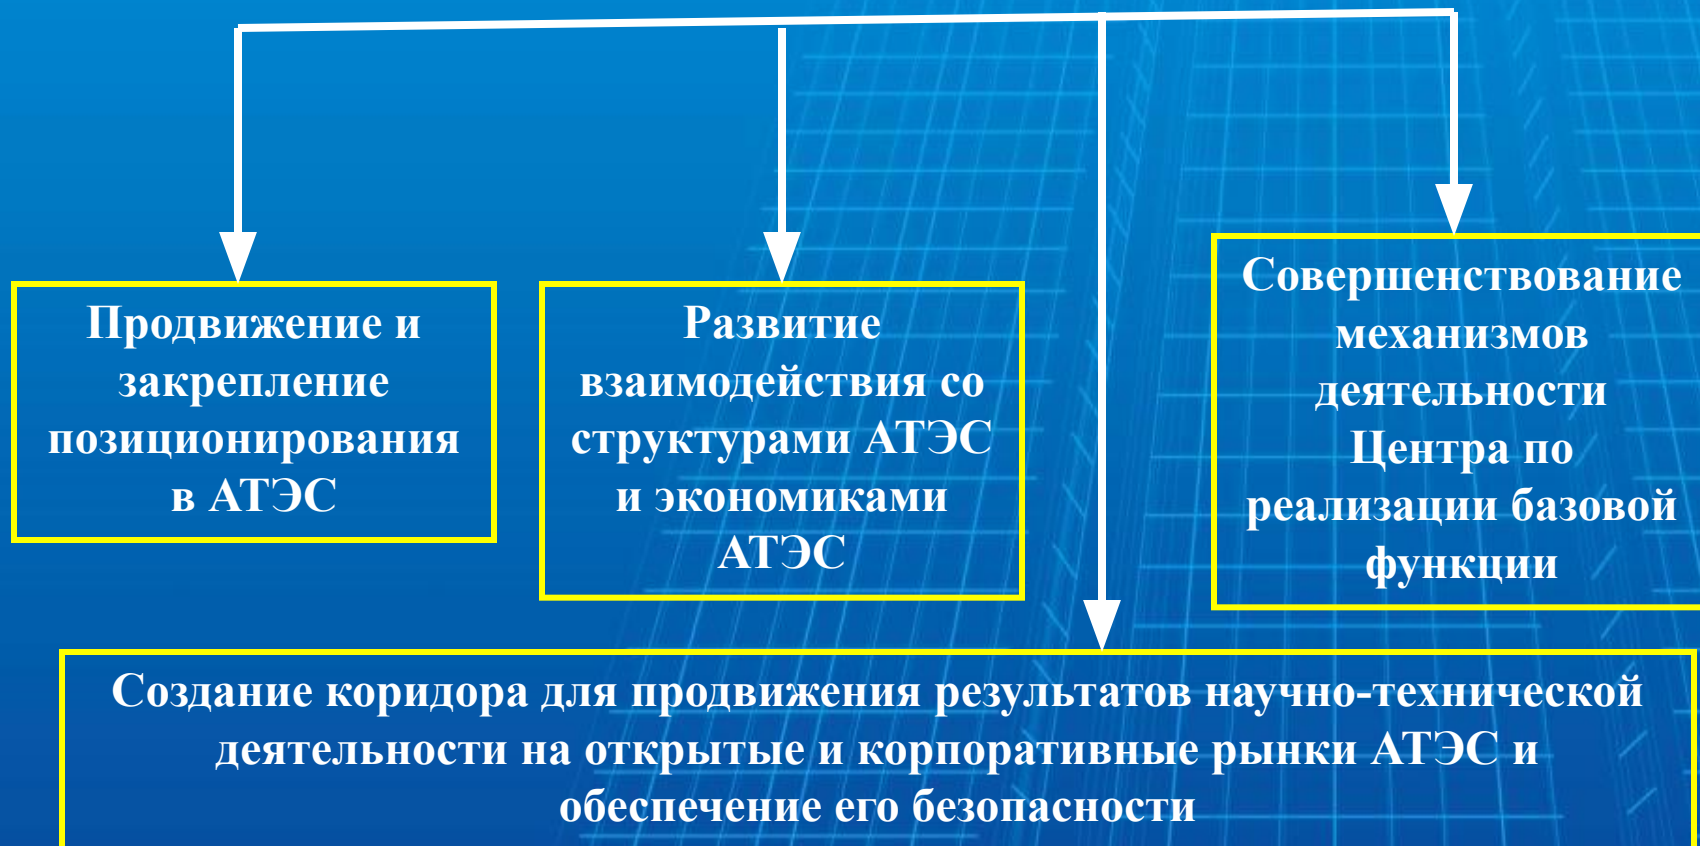 Продвижение и
закрепление
позиционирования
в АТЭС
Развитие
взаимодействия со
структурами АТЭС
и экономиками
АТЭС
Совершенствование
механизмов
деятельности
Центра по
реализации базовой
функции
Создание коридора для продвижения результатов научно-технической
деятельности на открытые и корпоративные рынки АТЭС и
обеспечение его безопасности